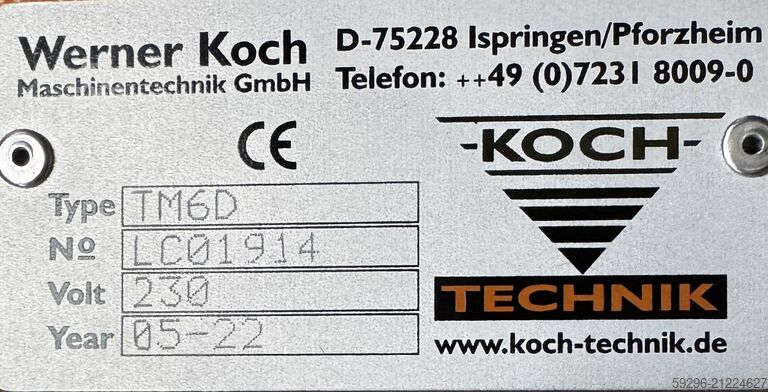 Werner Koch
Maschinentechnik GmbH
D-75228 Ispringen/Pforzheim
Telefon: ++49 (0)7231 8009-0
CE
-KOCH-
TECHNIK
www.koch-technik.de
Type TM6D
Nº LC01914
Volt 230
Year 05-22
59296-21224627